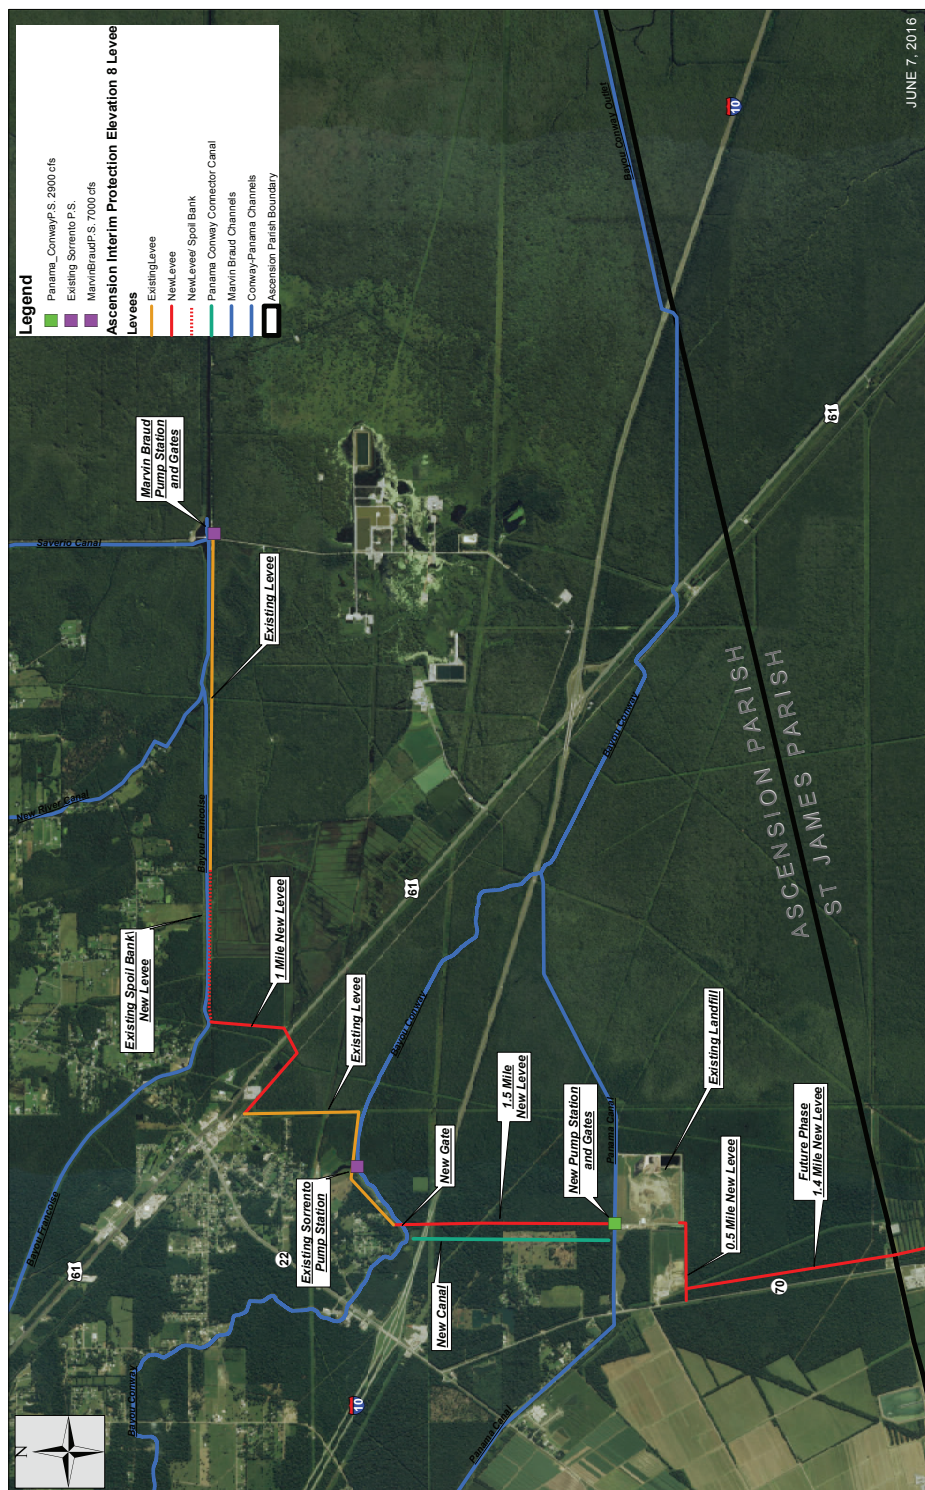 Legend
Panama_ConwayP.S. 2900 cfs
Existing Sorrento P.S.
MarvinBraudP.S. 7000 cfs
Ascension Interim Protection Elevation 8 Levee
Levees
ExistingLevee
NewLevee
NewLevee/ Spoil Bank
Panama Conway Connector Canal
Marvin Braud Channels
Conway-Panama Channels
Ascension Parish Boundary
JUNE 7, 2016
N
Marvin Braud
Pump Station
and Gates
Saverio Canal
Existing Levee
New River Canal
Bayou Francoise
Existing Spoil Bank\
New Levee
1 Mile New Levee
Existing Levee
Bayou Francoise
61
22
Existing Sorrento
Pump Station
New Gate
New Canal
Bayou Conway
10
Panama Canal
1.5 Mile
New Levee
New Pump Station
and Gates
Panama Canal
Existing Landfill
0.5 Mile New Levee
Future Phase
1.4 Mile New Levee
70
Bayou Conway
61
Bayou Conway
61
10
Bayou Conway Outlet
ASCENSION PARISH
ST JAMES PARISH